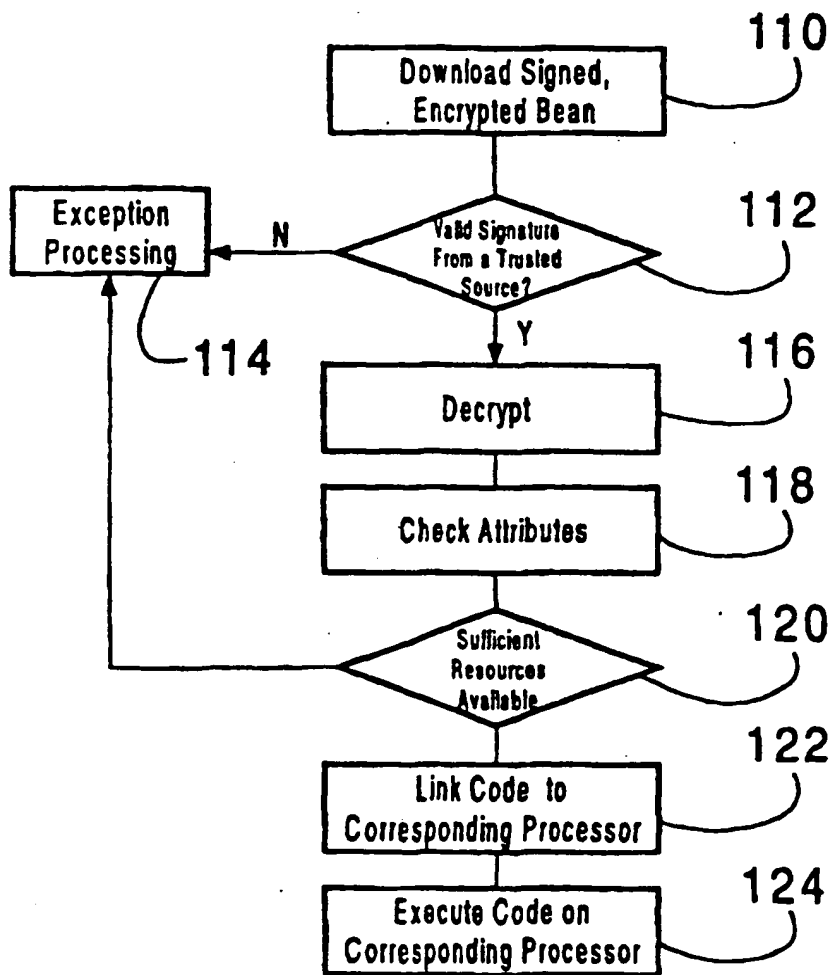 110
Download Signed,
Encrypted Bean
112
Valid Signature
From a Trusted
Source?
N
Exception
Processing
114
Y
116
Decrypt
118
Check Attributes
120
Sufficient
Resources
Available
122
Link Code to
Corresponding Processor
124
Execute Code on
Corresponding Processor